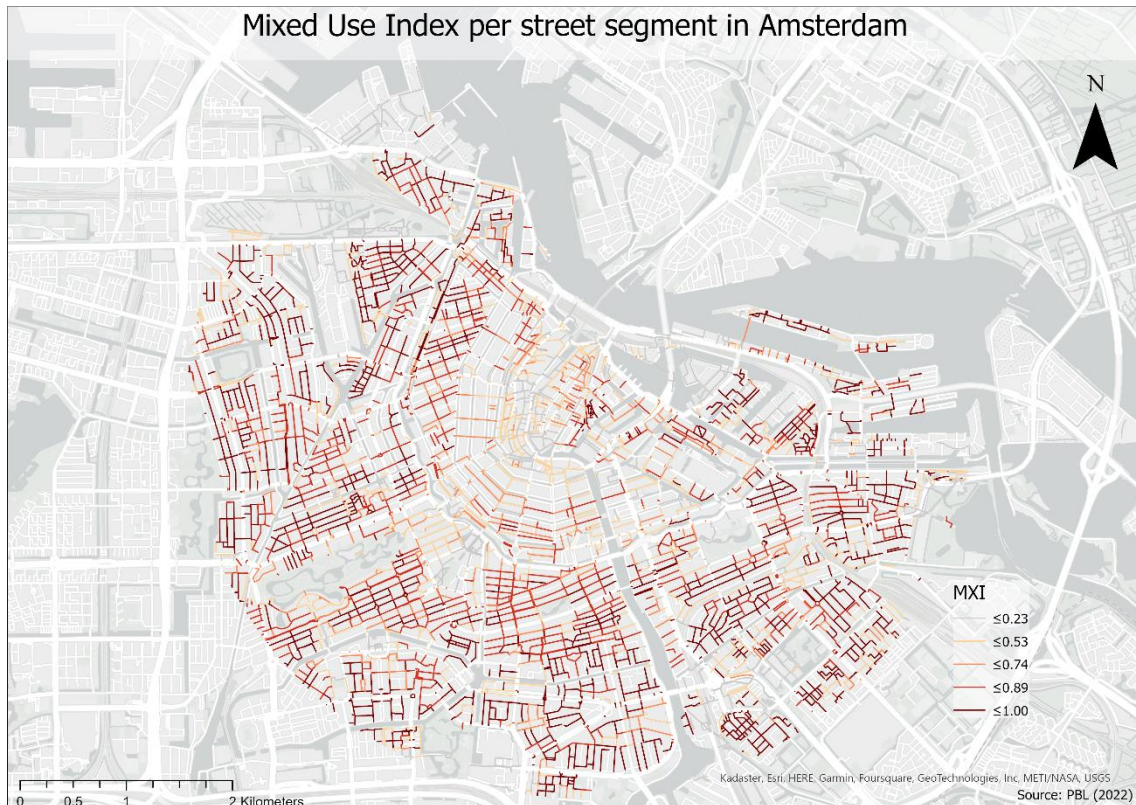 Mixed Use Index per street segment in Amsterdam
N
MXI
≤0.23
≤0.53
≤0.74
≤0.89
≤1.00
0 0.5 1 2 Kilometers
Kadaster, Esri, HERE, Garmin, Foursquare, GeoTechnologies, Inc, METI/NASA, USGS
Source: PBL (2022)